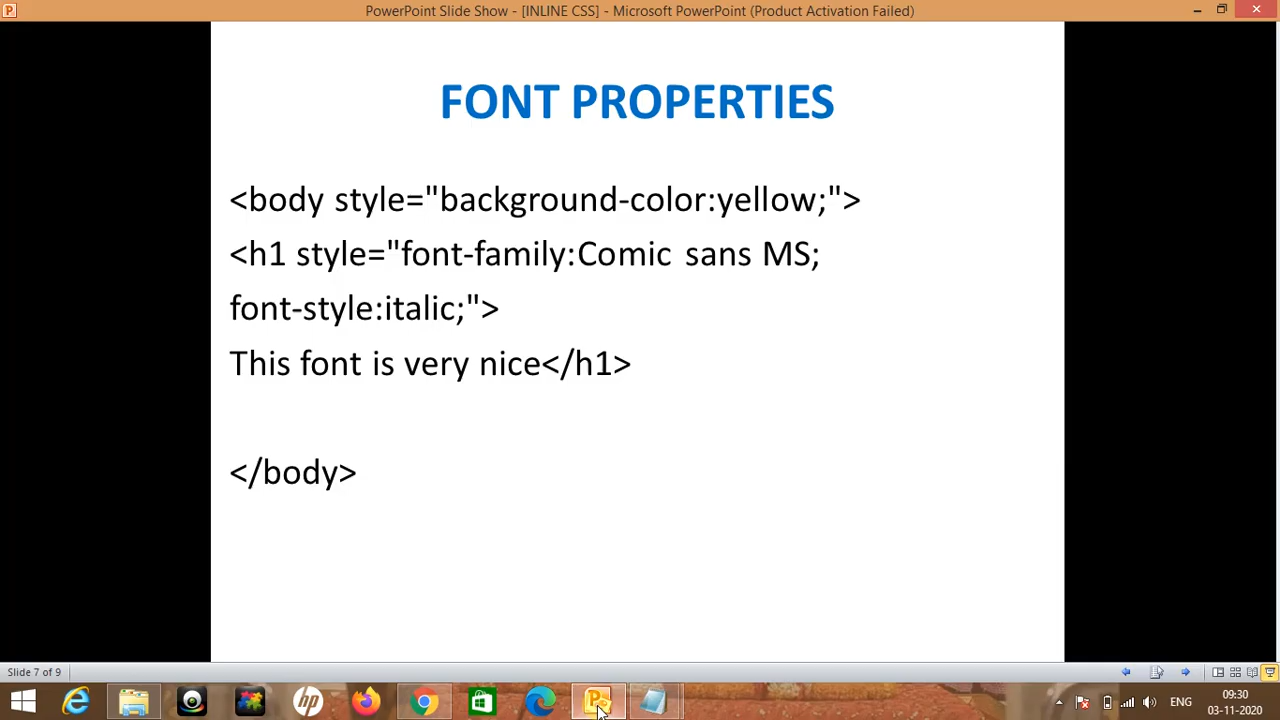 PowerPoint Slide Show - [INLINE CSS] - Microsoft PowerPoint (Product Activation Failed)
FONT PROPERTIES
<body style="background-color:yellow;">
<h1 style="font-family:Comic sans MS;
font-style:italic;">
This font is very nice</h1>
</body>
Slide 7 of 9
ENG
09:30
03-11-2020